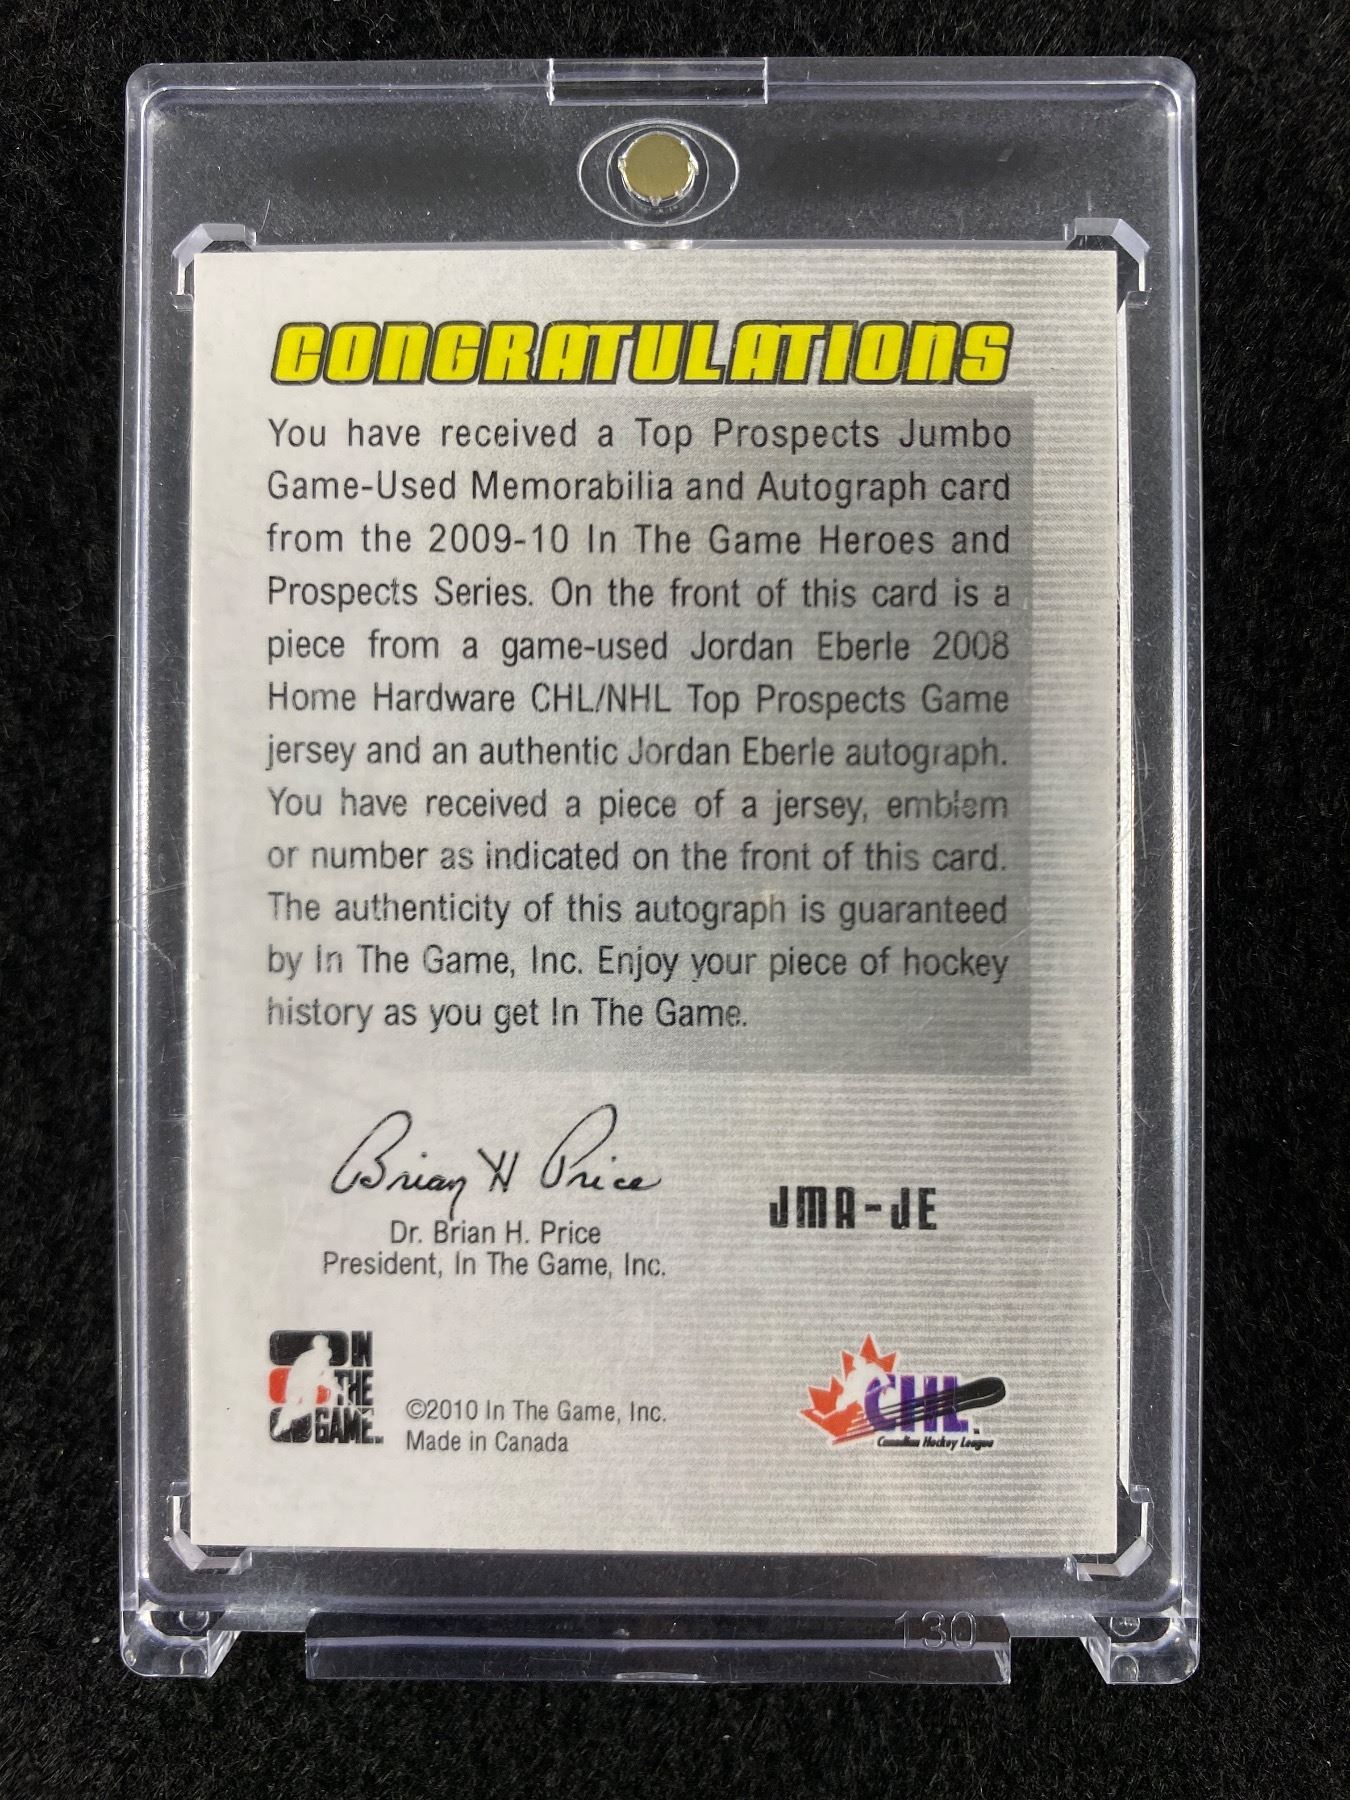 CONGRATULATIONS
You have received a Top Prospects Jumbo
Game-Used Memorabilia and Autograph card
from the 2009-10 In The Game Heroes and
Prospects Series. On the front of this card is a
piece from a game-used Jordan Eberle 2008
Home Hardware CHL/NHL Top Prospects Game
jersey and an authentic Jordan Eberle autograph.
You have received a piece of a jersey, emblem
or number as indicated on the front of this card.
The authenticity of this autograph is guaranteed
by In The Game, Inc. Enjoy your piece of hockey
history as you get In The Game.
Brian H Price
Dr. Brian H. Price
President, In The Game, Inc.
JMA-JE
IN
THE
GAME.
©2010 In The Game, Inc.
Made in Canada
CHL.
Canadian Hockey League
130